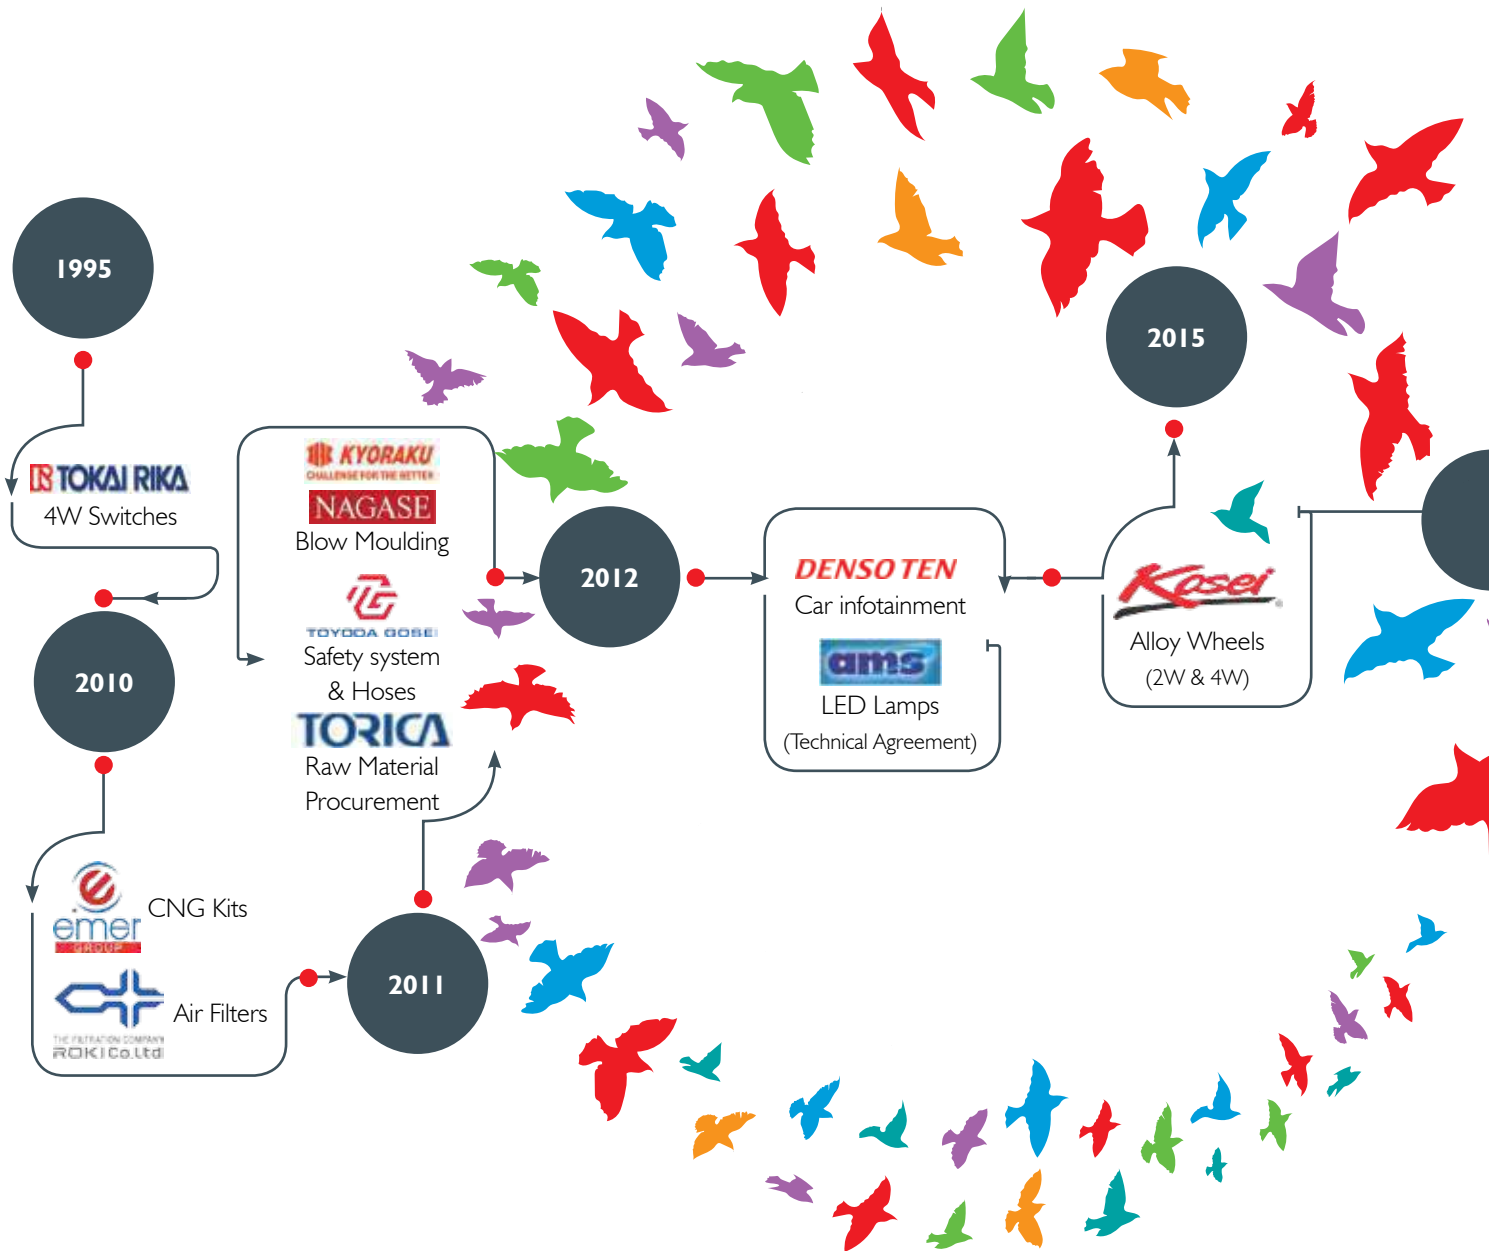 1995
TOKAI RIKA
4W Switches
2010
emer
GROUP
CNG Kits
THE FILTRATION COMPANY
ROKI Co.Ltd
Air Filters
2011
KYORAKU
CHALLENGE FOR THE BETTER
NAGASE
Blow Moulding
TG
TOYODA GOSEI
Safety system
& Hoses
TORICA
Raw Material
Procurement
2012
DENSO TEN
Car infotainment
ams
LED Lamps
(Technical Agreement)
2015
Kosei
Alloy Wheels
(2W & 4W)